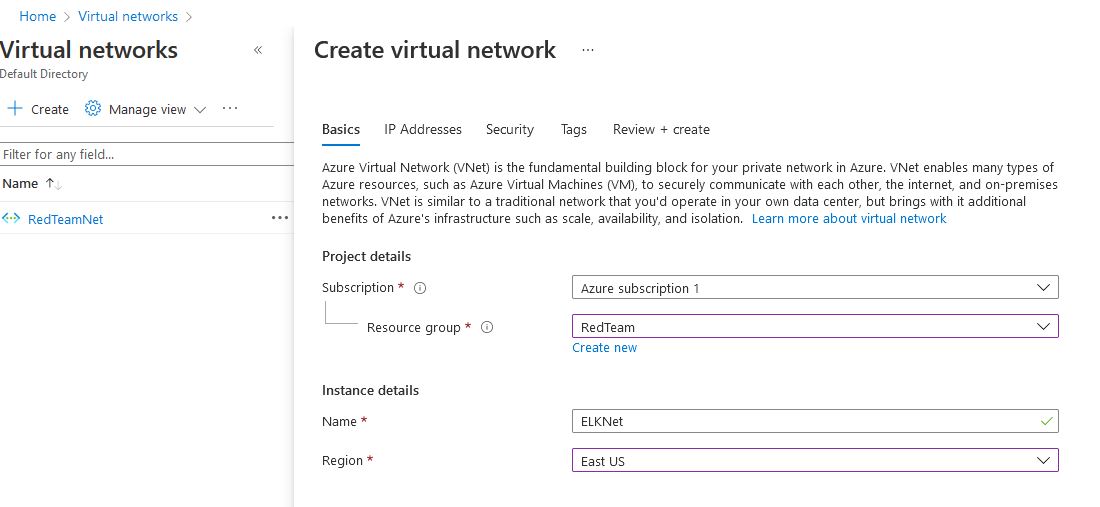 Home > Virtual networks >
Virtual networks «
Default Directory
+ Create Manage view ...
Filter for any field...
Name ↑↓
RedTeamNet ...
Create virtual network ...
Basics IP Addresses Security Tags Review + create
Azure Virtual Network (VNet) is the fundamental building block for your private network in Azure. VNet enables many types of
Azure resources, such as Azure Virtual Machines (VM), to securely communicate with each other, the internet, and on-premises
networks. VNet is similar to a traditional network that you'd operate in your own data center, but brings with it additional
benefits of Azure's infrastructure such as scale, availability, and isolation. Learn more about virtual network
Project details
Subscription * Azure subscription 1
Resource group * RedTeam
Create new
Instance details
Name * ELKNet
Region * East US